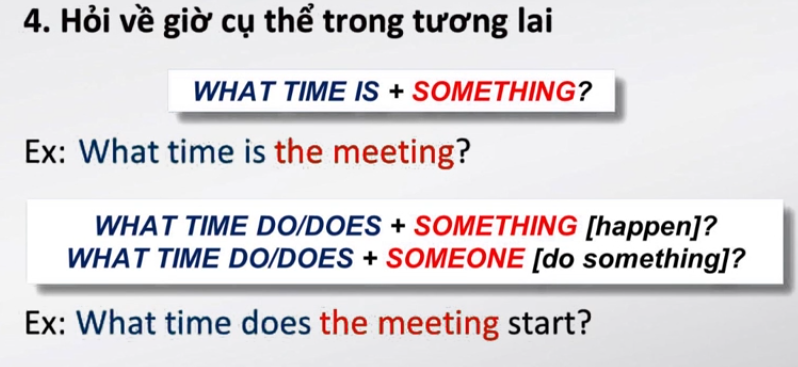 4. Hỏi về giờ cụ thể trong tương lai
WHAT TIME IS + SOMETHING?
Ex: What time is the meeting?
WHAT TIME DO/DOES + SOMETHING [happen]?
WHAT TIME DO/DOES + SOMEONE [do something]?
Ex: What time does the meeting start?